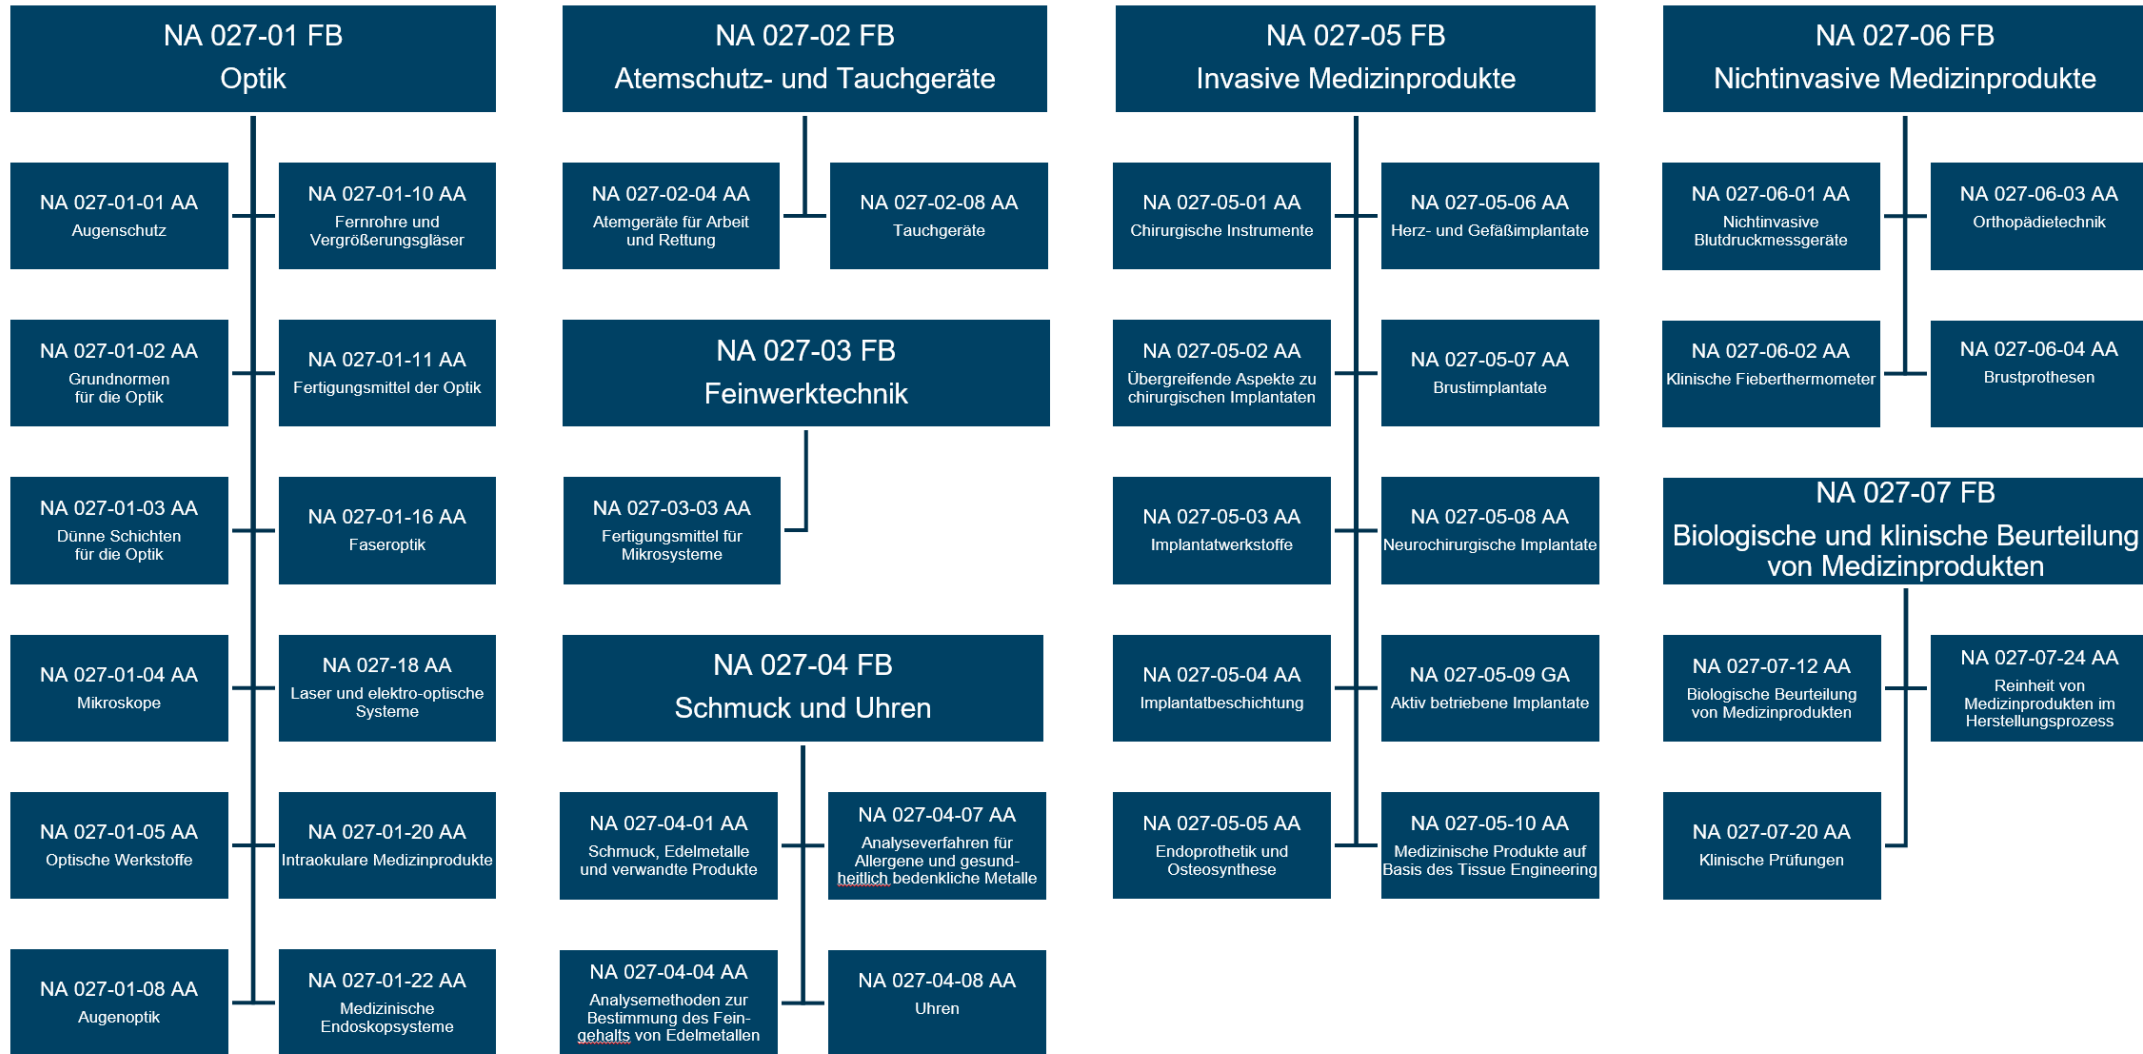 NA 027-01 FB
Optik
NA 027-01-01 AA
Augenschutz
NA 027-01-10 AA
Fernrohre und
Vergrößerungsgläser
NA 027-01-02 AA
Grundnormen
für die Optik
NA 027-01-11 AA
Fertigungsmittel der Optik
NA 027-01-03 AA
Dünne Schichten
für die Optik
NA 027-01-16 AA
Faseroptik
NA 027-01-04 AA
Mikroskope
NA 027-18 AA
Laser und elektro-optische
Systeme
NA 027-01-05 AA
Optische Werkstoffe
NA 027-01-20 AA
Intraokulare Medizinprodukte
NA 027-01-08 AA
Augenoptik
NA 027-01-22 AA
Medizinische
Endoskopsysteme
NA 027-02 FB
Atemschutz- und Tauchgeräte
NA 027-02-04 AA
Atemgeräte für Arbeit
und Rettung
NA 027-02-08 AA
Tauchgeräte
NA 027-03 FB
Feinwerktechnik
NA 027-03-03 AA
Fertigungsmittel für
Mikrosysteme
NA 027-04 FB
Schmuck und Uhren
NA 027-04-01 AA
Schmuck, Edelmetalle
und verwandte Produkte
NA 027-04-07 AA
Analyseverfahren für
Allergene und gesund-
heitlich bedenkliche Metalle
NA 027-04-04 AA
Analysemethoden zur
Bestimmung des Fein-
gehalts von Edelmetallen
NA 027-04-08 AA
Uhren
NA 027-05 FB
Invasive Medizinprodukte
NA 027-05-01 AA
Chirurgische Instrumente
NA 027-05-06 AA
Herz- und Gefäßimplantate
NA 027-05-02 AA
Übergreifende Aspekte zu
chirurgischen Implantaten
NA 027-05-07 AA
Brustimplantate
NA 027-05-03 AA
Implantatwerkstoffe
NA 027-05-08 AA
Neurochirurgische Implantate
NA 027-05-04 AA
Implantatbeschichtung
NA 027-05-09 GA
Aktiv betriebene Implantate
NA 027-05-05 AA
Endoprothetik und
Osteosynthese
NA 027-05-10 AA
Medizinische Produkte auf
Basis des Tissue Engineering
NA 027-06 FB
Nichtinvasive Medizinprodukte
NA 027-06-01 AA
Nichtinvasive
Blutdruckmessgeräte
NA 027-06-03 AA
Orthopädietechnik
NA 027-06-02 AA
Klinische Fieberthermometer
NA 027-06-04 AA
Brustprothesen
NA 027-07 FB
Biologische und klinische Beurteilung
von Medizinprodukten
NA 027-07-12 AA
Biologische Beurteilung
von Medizinprodukten
NA 027-07-24 AA
Reinheit von
Medizinprodukten im
Herstellungsprozess
NA 027-07-20 AA
Klinische Prüfungen